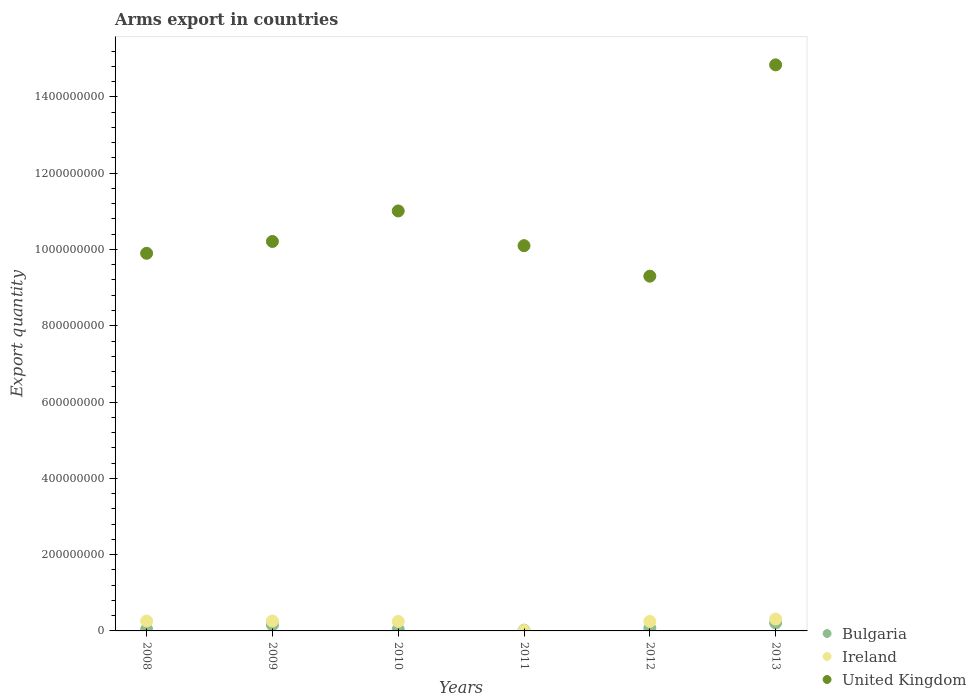 Arms export in countries
Export quantity
1400000000
1200000000
1000000000
800000000
600000000
400000000
200000000
0
2008
2009
2010
2011
2012
2013
Years
Bulgaria
Ireland
United Kingdom